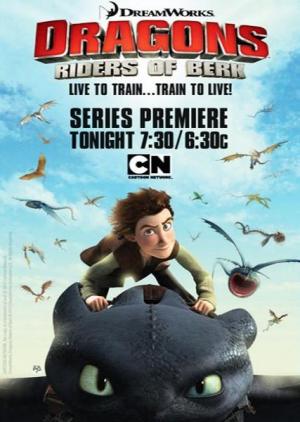 DREAMWORKS
DRAGONS
RIDERS OF BERK
LIVE TO TRAIN...TRAIN TO LIVE!
SERIES PREMIERE
TONIGHT 7:30/6:30c
CN
CARTOON NETWORK